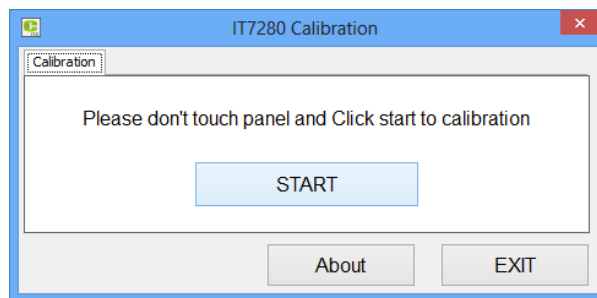 IT7280 Calibration
Calibration
Please don't touch panel and Click start to calibration
START
About EXIT